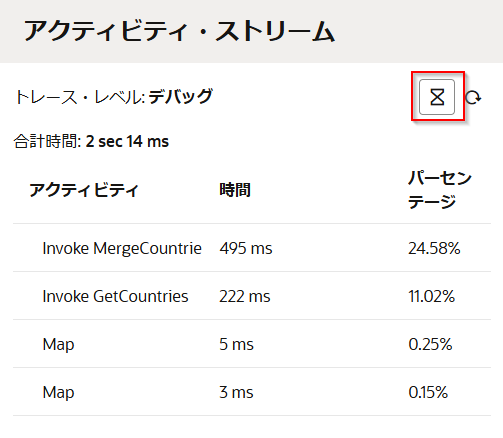 アクティビティ・ストリーム
トレース・レベル: デバッグ
合計時間: 2 sec 14 ms
アクティビティ 時間 パーセン
テージ
Invoke MergeCountrie 495 ms 24.58%
Invoke GetCountries 222 ms 11.02%
Map 5 ms 0.25%
Map 3 ms 0.15%